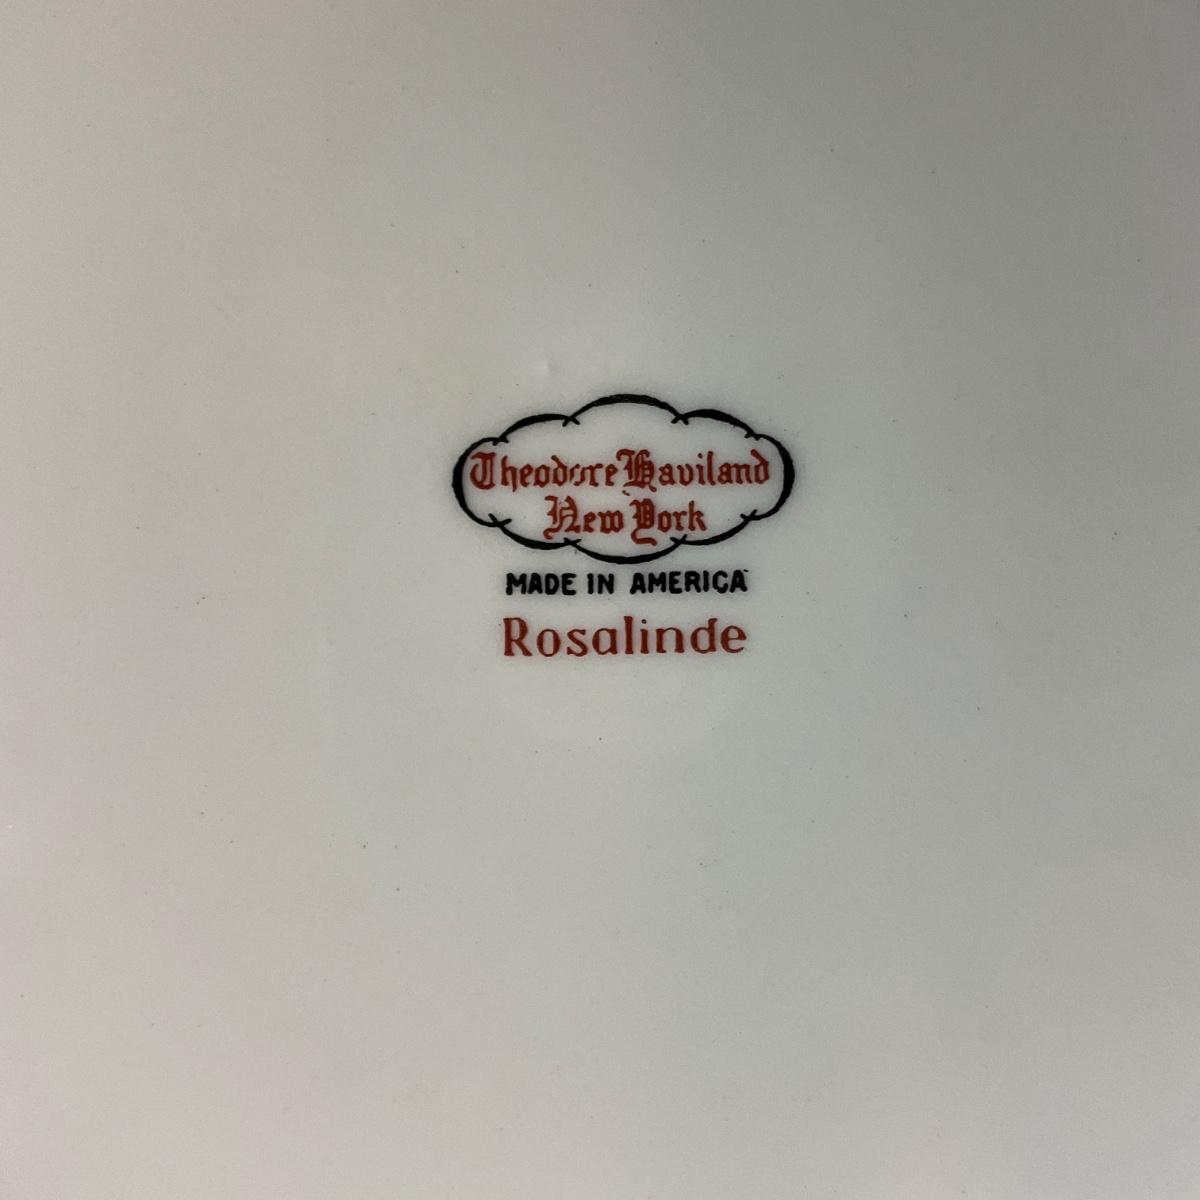 Theodore Haviland
New York
MADE IN AMERICA
Rosalinde